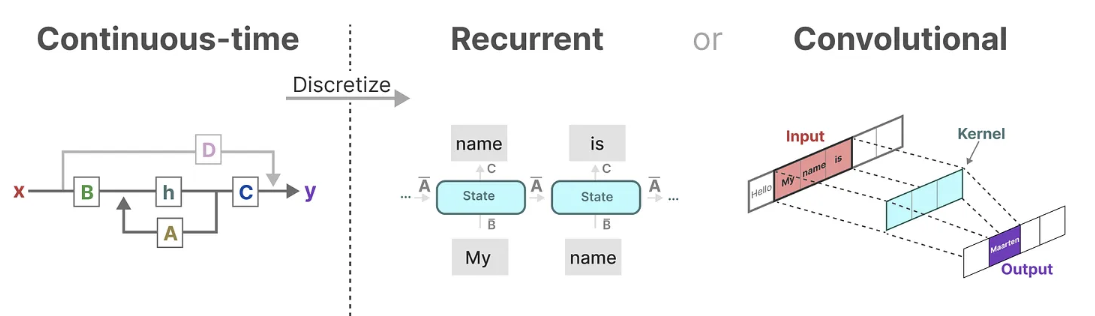 Continuous-time
Recurrent
or
Convolutional
Discretize
D
x
B
h
C
y
A
name
is
C
C
...
A̅
State
A̅
State
A̅
...
B̅
B̅
My
name
Input
Kernel
Hello
My
name
is
Maarten
Output